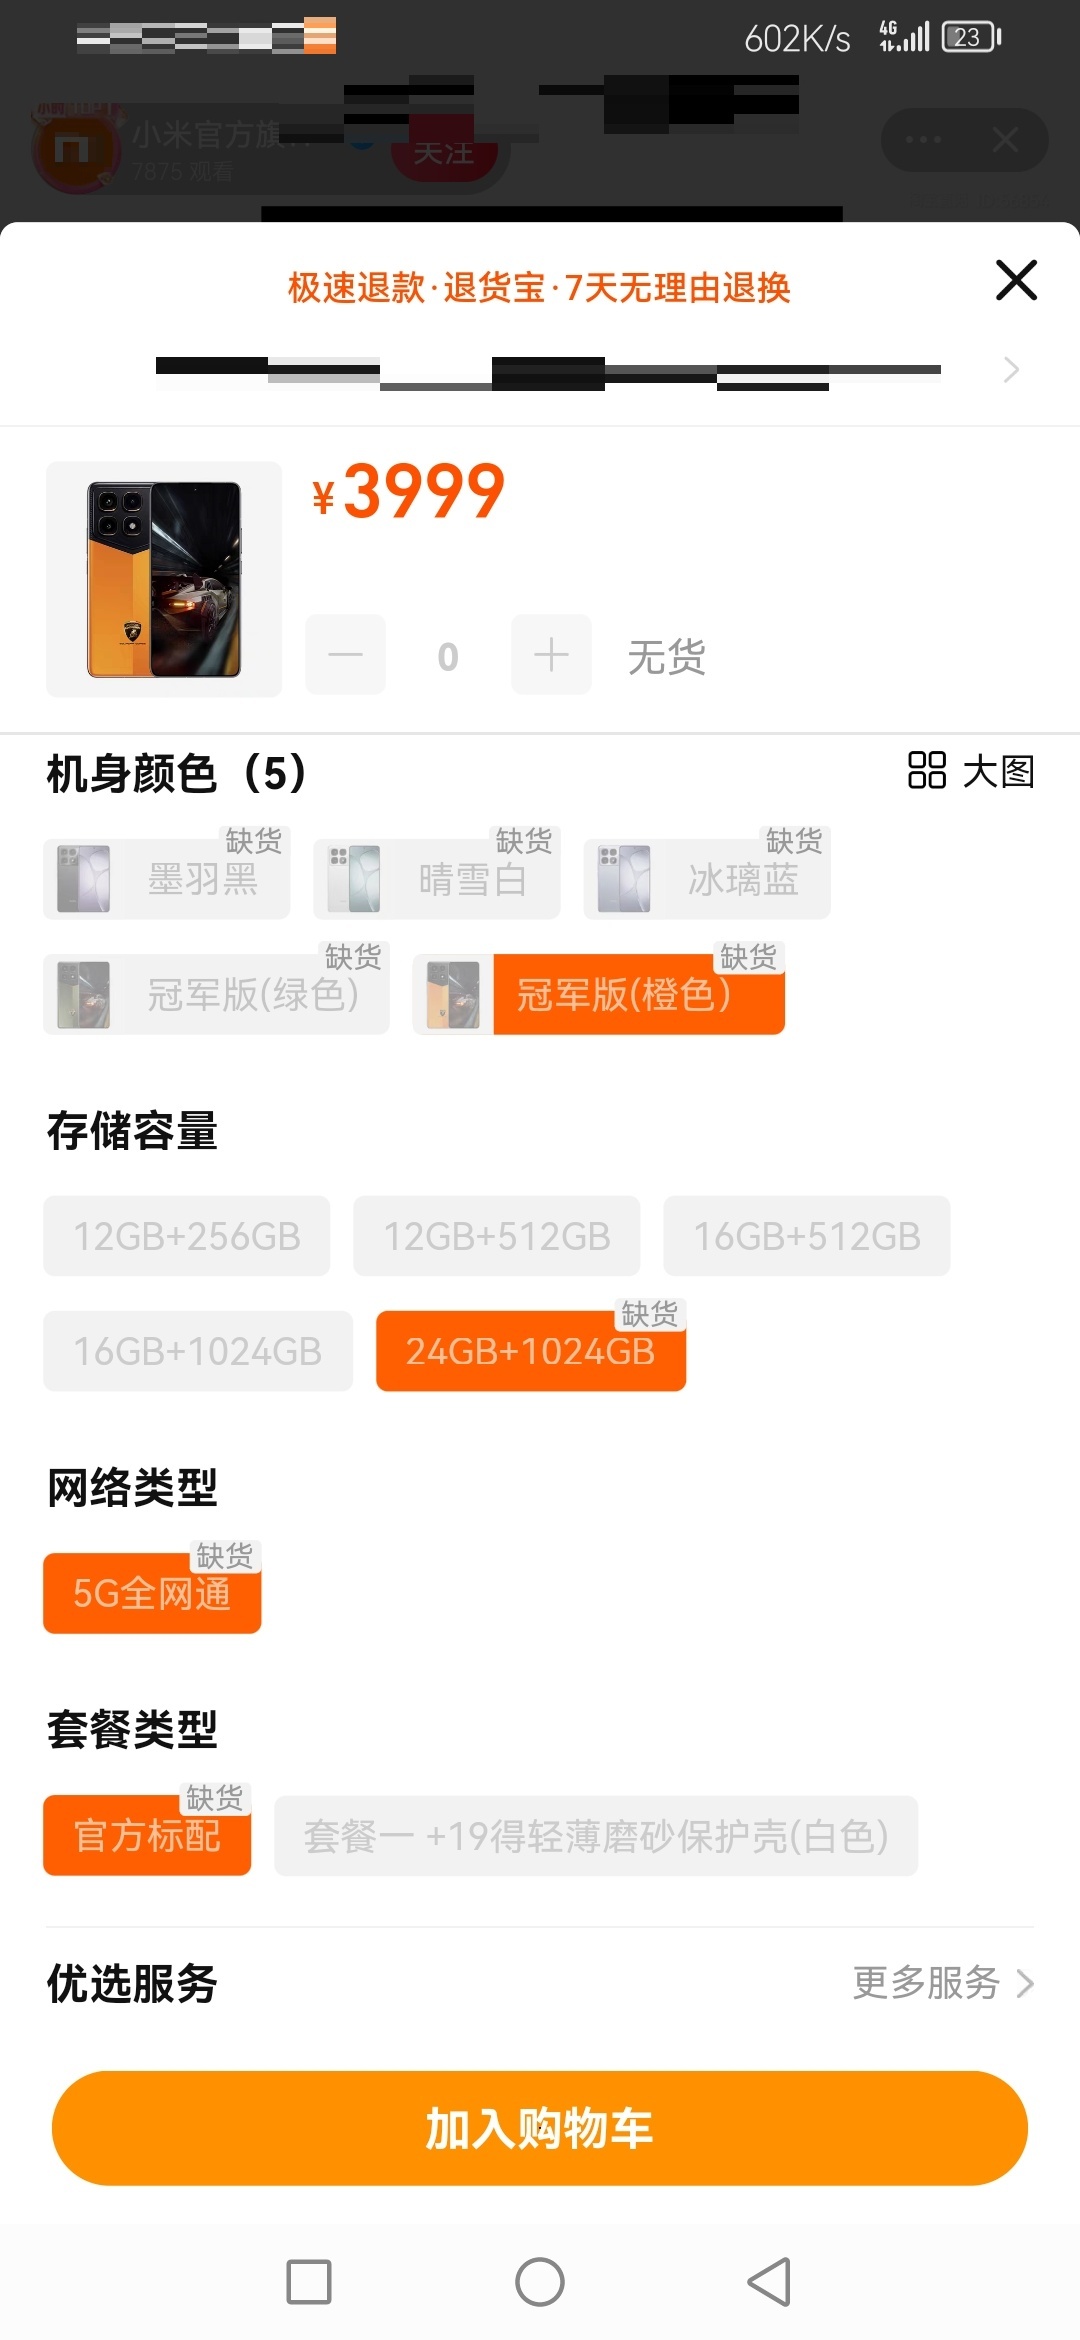 602K/s 4G 23
小米官方旗
7875 观看
关注
极速退款·退货宝·7天无理由退换
¥3999
0
无货
机身颜色（5）
大图
墨羽黑 缺货
晴雪白 缺货
冰璃蓝 缺货
冠军版(绿色) 缺货
冠军版(橙色) 缺货
存储容量
12GB+256GB
12GB+512GB
16GB+512GB
16GB+1024GB
24GB+1024GB 缺货
网络类型
5G全网通 缺货
套餐类型
官方标配 缺货
套餐一 +19得轻薄磨砂保护壳(白色)
优选服务
更多服务
加入购物车